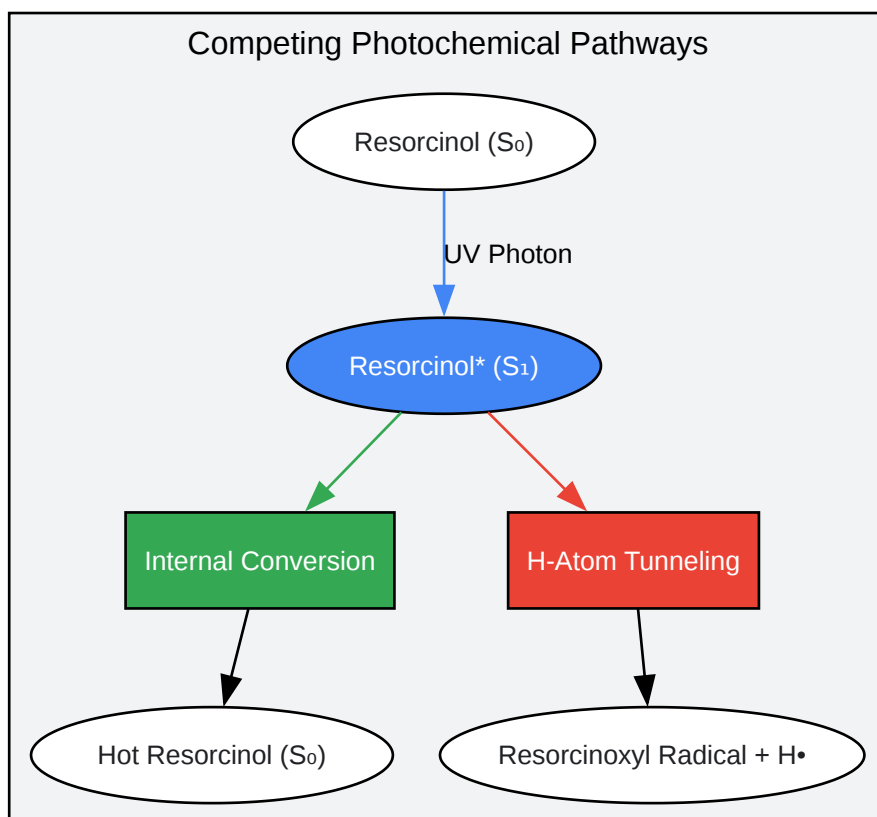 Competing Photochemical Pathways
Resorcinol (S₀)
UV Photon
Resorcinol* (S₁)
Internal Conversion
H-Atom Tunneling
Hot Resorcinol (S₀)
Resorcinoxyl Radical + H•